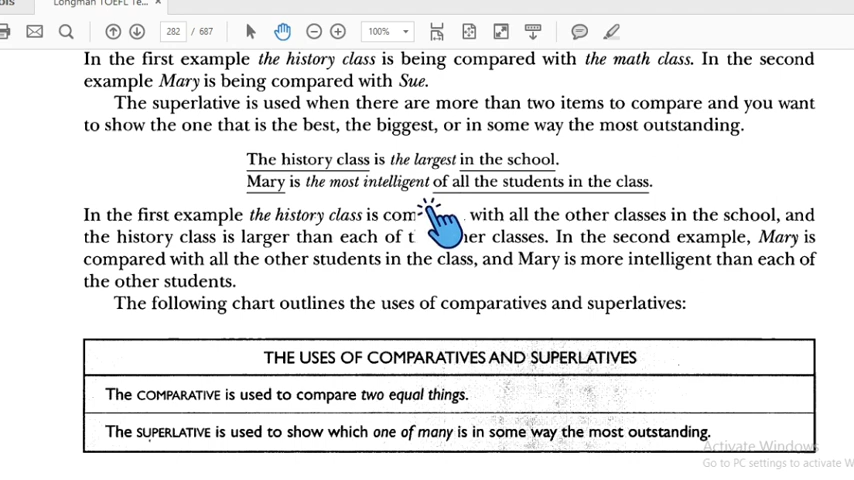 Longman TOEFL Te...
282 / 687
100%
In the first example the history class is being compared with the math class. In the second
example Mary is being compared with Sue.
The superlative is used when there are more than two items to compare and you want
to show the one that is the best, the biggest, or in some way the most outstanding.
The history class is the largest in the school.
Mary is the most intelligent of all the students in the class.
In the first example the history class is com with all the other classes in the school, and
the history class is larger than each of t her classes. In the second example, Mary is
compared with all the other students in the class, and Mary is more intelligent than each of
the other students.
The following chart outlines the uses of comparatives and superlatives:
THE USES OF COMPARATIVES AND SUPERLATIVES
The COMPARATIVE is used to compare two equal things.
The SUPERLATIVE is used to show which one of many is in some way the most outstanding.
Activate Windows
Go to PC settings to activate W